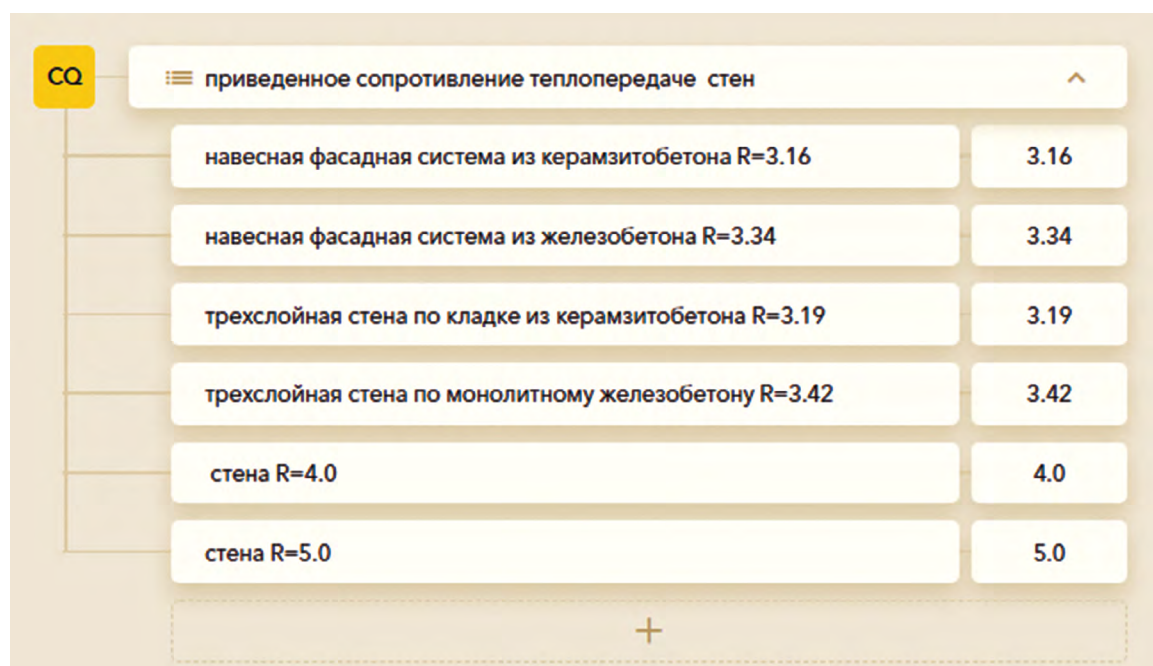 CQ приведенное сопротивление теплопередаче стен
навесная фасадная система из керамзитобетона R=3.16 3.16
навесная фасадная система из железобетона R=3.34 3.34
трехслойная стена по кладке из керамзитобетона R=3.19 3.19
трехслойная стена по монолитному железобетону R=3.42 3.42
стена R=4.0 4.0
стена R=5.0 5.0
+